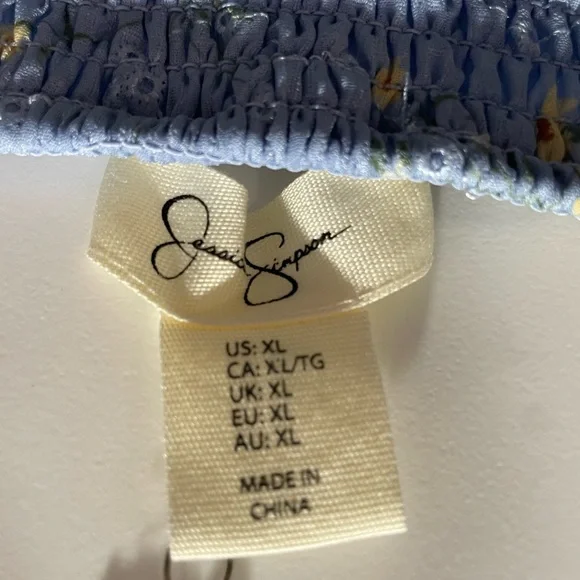 Jessica Simpson
US: XL
CA: XL/TG
UK: XL
EU: XL
AU: XL
MADE IN
CHINA